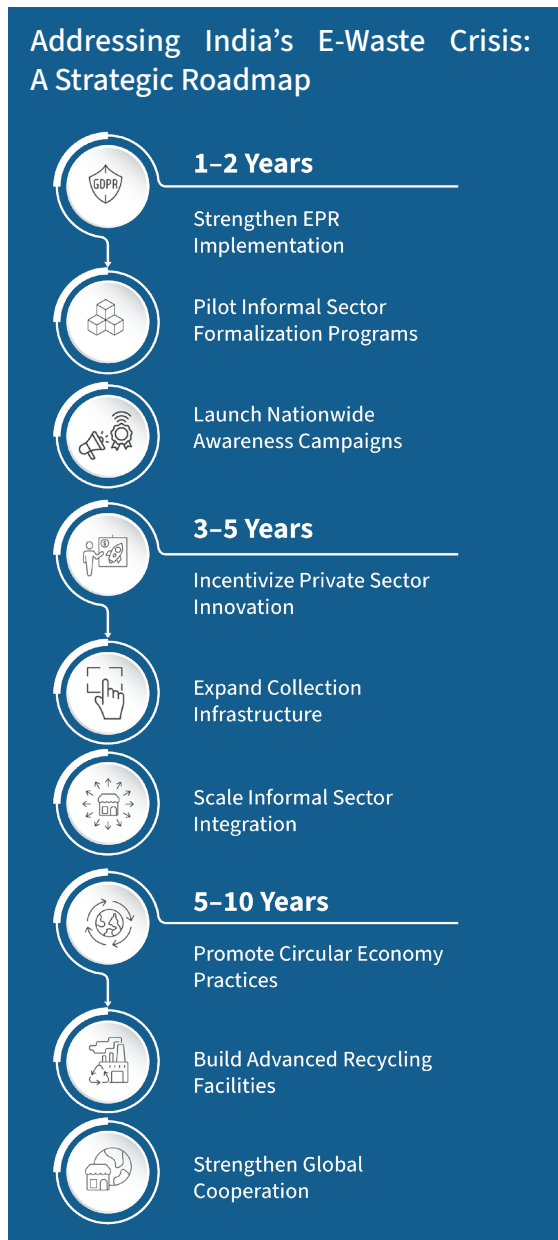 Addressing India’s E-Waste Crisis:
A Strategic Roadmap
1–2 Years
GDPR
Strengthen EPR
Implementation
Pilot Informal Sector
Formalization Programs
Launch Nationwide
Awareness Campaigns
3–5 Years
$
Incentivize Private Sector
Innovation
Expand Collection
Infrastructure
Scale Informal Sector
Integration
5–10 Years
Promote Circular Economy
Practices
Build Advanced Recycling
Facilities
Strengthen Global
Cooperation